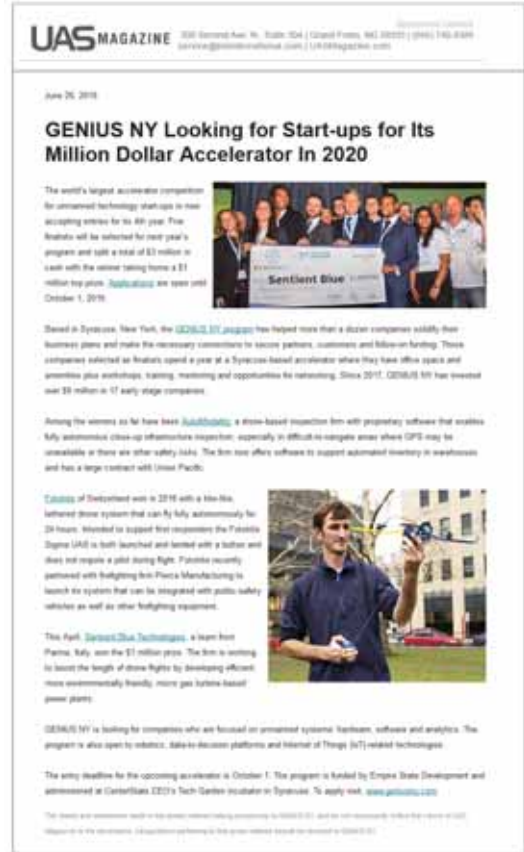 UAS MAGAZINE
GENIUS NY Looking for Start-ups for Its
Million Dollar Accelerator In 2020
The world's largest accelerator competition
for unmanned technology start-ups is now
accepting entries for its 4th year. Five
finalists will be selected for next year's
program and split a total of $3 million in
cash with the winner taking home a $1
million top prize. Applications are open until
October 1, 2019.
Sentient Blue
Based in Syracuse, New York, the GENIUS NY program has helped more than a dozen companies solidify their
business plans and make the necessary connections to secure partners, customers and follow-on funding. Those
companies selected as finalists spend a year at a Syracuse-based accelerator where they have office space and
amenities plus workshops, training, mentoring and opportunities for networking. Since 2017, GENIUS NY has invested
over $9 million in 17 early stage companies.
Among the winners so far have been AutoModality, a drone-based inspection firm with proprietary software that enables
fully autonomous close-up infrastructure inspection, especially in difficult-to-navigate areas where GPS may be
unavailable or there are other safety risks. The firm now offers software to support automated inventory in warehouses
and has a large contract with Union Pacific.
Fotokite of Switzerland won in 2018 with a kite-like,
tethered drone system that can fly fully autonomously for
24 hours. Intended to support first responders the Fotokite
Sigma UAS is both launched and landed with a button and
does not require a pilot during flight. Fotokite recently
partnered with firefighting firm Pierce Manufacturing to
launch its system that can be integrated with public safety
vehicles as well as other firefighting equipment.
This April, Sentient Blue Technologies, a team from
Parma, Italy, won the $1 million prize. The firm is working
to boost the length of drone flights by developing efficient,
more environmentally friendly, micro gas turbine-based
power plants.
GENIUS NY is looking for companies who are focused on unmanned systems: hardware, software and analytics. The
program is also open to robotics, data-to-decision platforms and Internet of Things (IoT)-related technologies.
The entry deadline for the upcoming accelerator is October 1. The program is funded by Empire State Development and
administered at CenterState CEO's Tech Garden incubator in Syracuse. To apply visit, www.geniusny.com